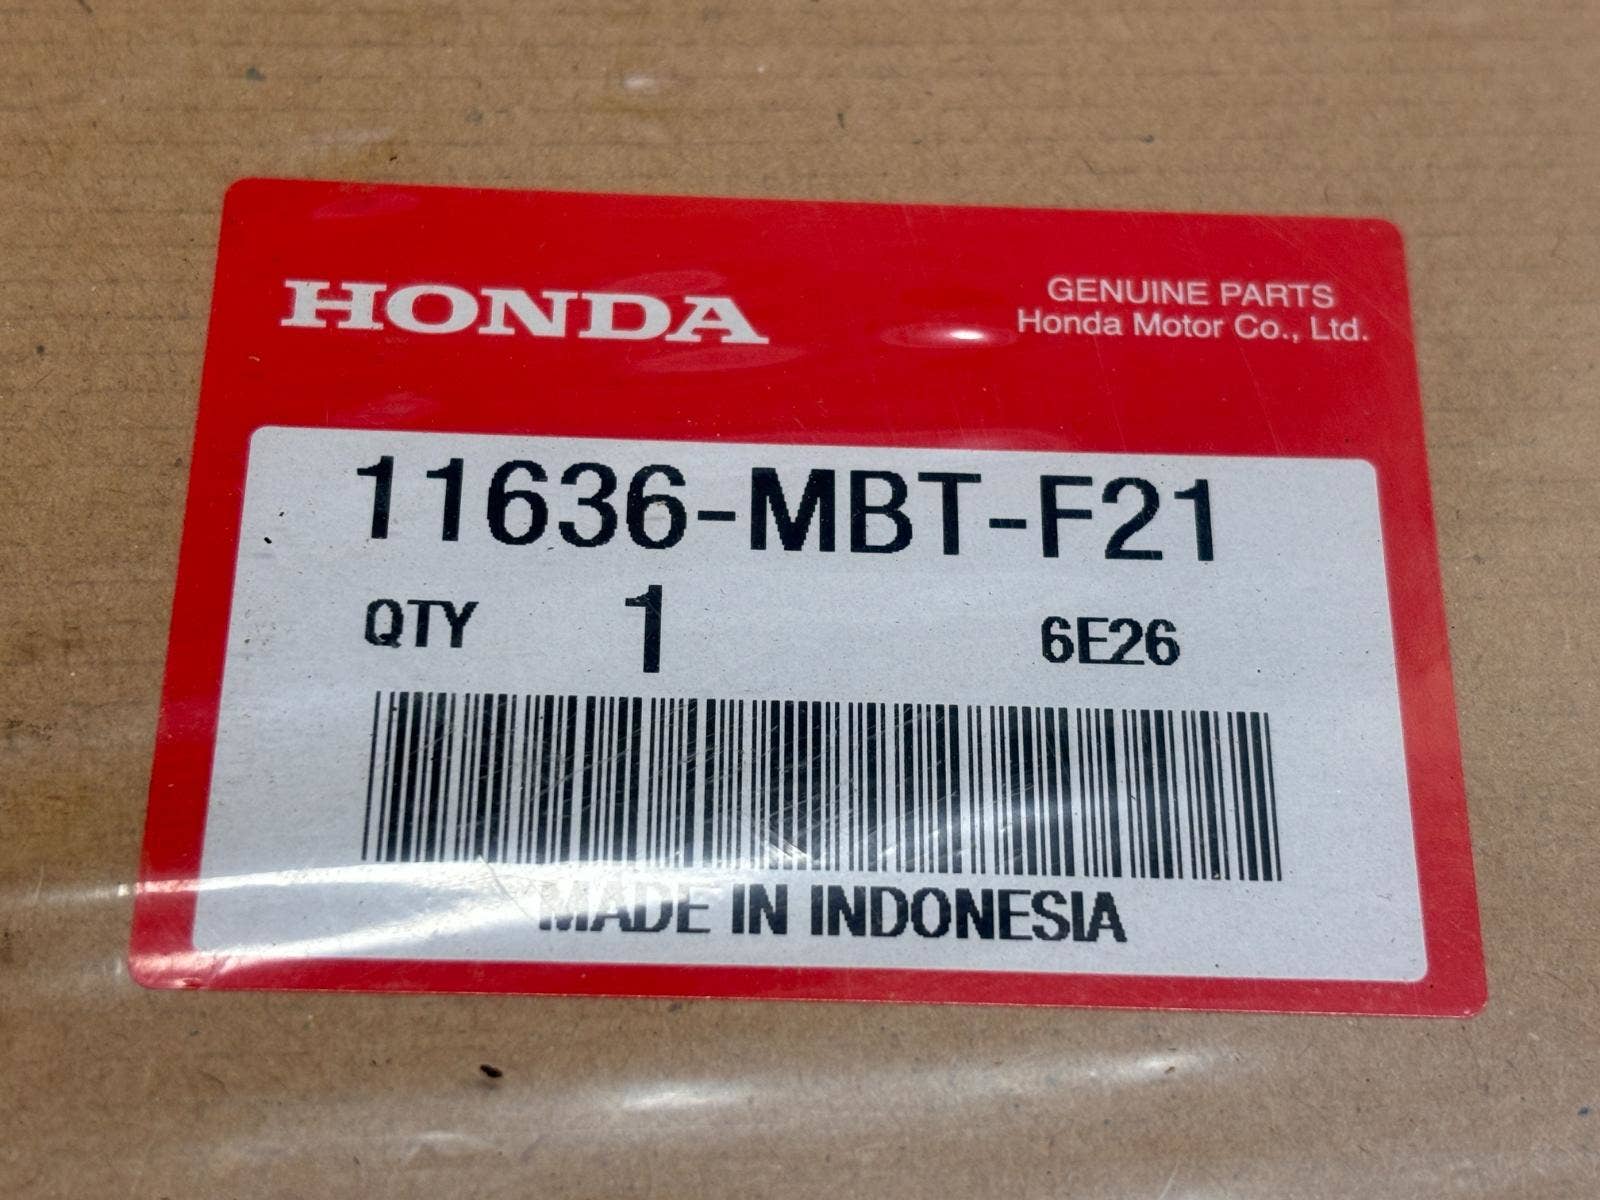 HONDA
GENUINE PARTS
Honda Motor Co., Ltd.
11636-MBT-F21
QTY 1 6E26
MADE IN INDONESIA